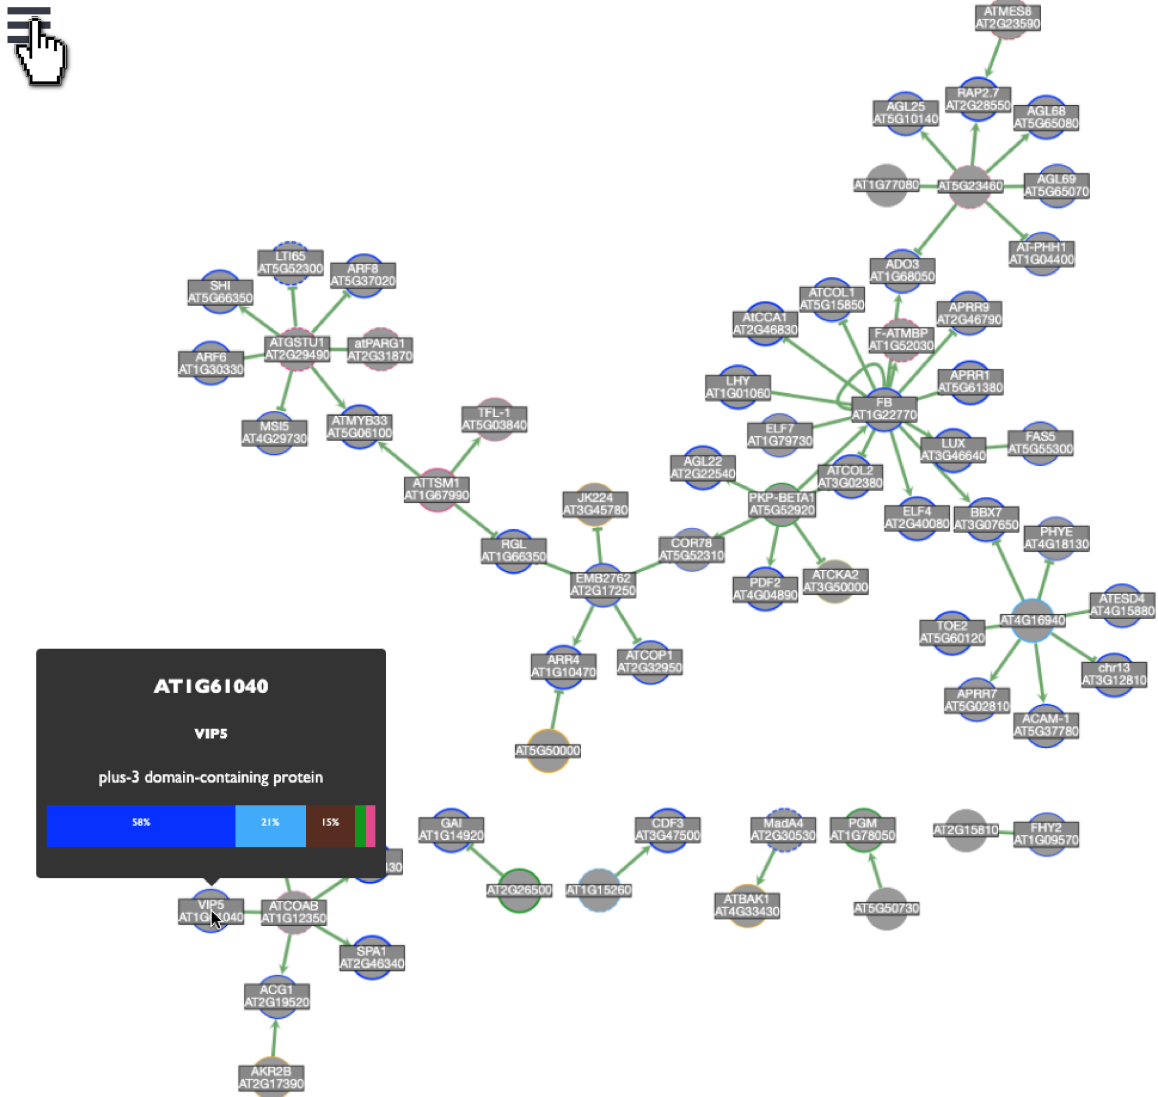 ATMES8
AT2G23590
RAP2.7
AT2G28550
AGL25
AT5G10140
AGL68
AT5G65080
AT1G77080
AT5G23460
AGL69
AT5G65070
AT-PHH1
AT1G04400
ADO3
AT1G68050
LTI65
AT5G52300
ARF8
AT5G37020
SHI
AT5G66350
ATGSTU1
AT2G29490
atPARG1
AT2G31870
ARF6
AT1G30330
MSI5
AT4G29730
ATMYB33
AT5G06100
TFL-1
AT5G03840
ATTSM1
AT1G67990
ATCOL1
AT5G15850
AtCCA1
AT2G46830
APRR9
AT2G46790
F-ATMBP
AT1G52030
LHY
AT1G01060
APRR1
AT5G61380
FB
AT1G22770
ELF7
AT1G79730
LUX
AT3G46640
FAS5
AT5G55300
AGL22
AT2G22540
ATCOL2
AT3G02380
PKP-BETA1
AT5G52920
ELF4
AT2G40080
BBX7
AT3G07650
PHYE
AT4G18130
JK224
AT3G45780
RGL
AT1G66350
COR78
AT5G52310
EMB2762
AT2G17250
PDF2
AT4G04890
ATCKA2
AT3G50000
ATESD4
AT4G15880
AT4G16940
TOE2
AT5G60120
chr13
AT3G12810
APRR7
AT5G02810
ACAM-1
AT5G37780
ARR4
AT1G10470
ATCOP1
AT2G32950
AT5G50000
AT1G61040
VIP5
plus-3 domain-containing protein
58%
21%
15%
GAI
AT1G14920
CDF3
AT3G47500
MadA4
AT2G30530
PGM
AT1G78050
AT2G15810
FHY2
AT1G09570
AT2G26500
AT1G15260
ATBAK1
AT4G33430
AT5G50730
VIP5
ATCOAB
AT1G12350
SPA1
AT2G46340
ACG1
AT2G19520
AKR2B
AT2G17390